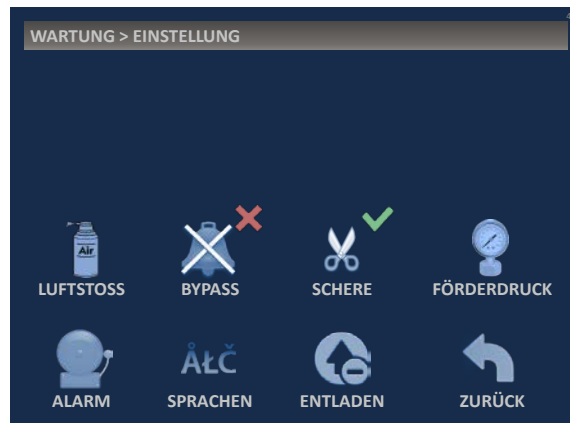 WARTUNG > EINSTELLUNG
Air
LUFTSTOSS BYPASS SCHERE FÖRDERDRUCK
ÅŁČ
ALARM SPRACHEN ENTLADEN ZURÜCK